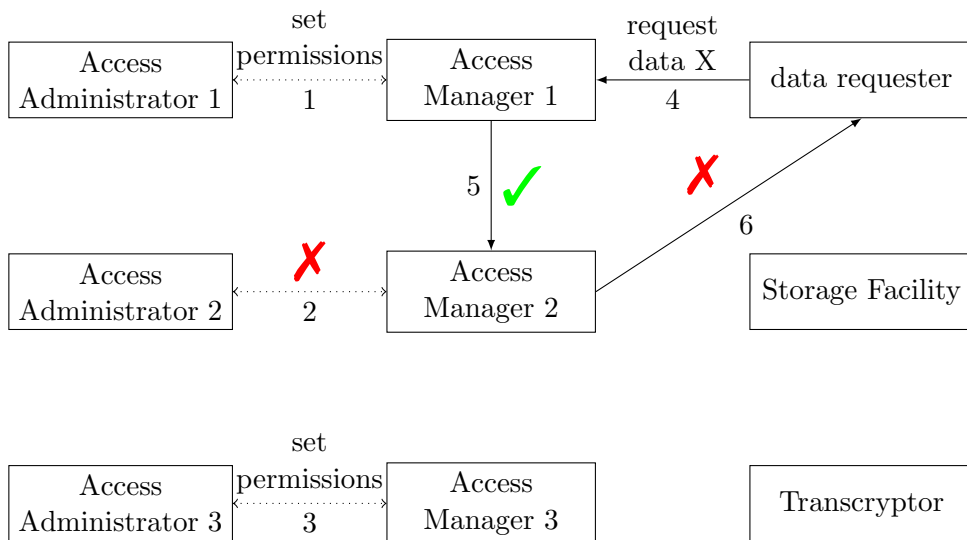 set
permissions
request
data X
Access
Administrator 1
1
Access
Manager 1
4
data requester
5
6
Access
Administrator 2
2
Access
Manager 2
Storage Facility
set
permissions
Access
Administrator 3
3
Access
Manager 3
Transcryptor